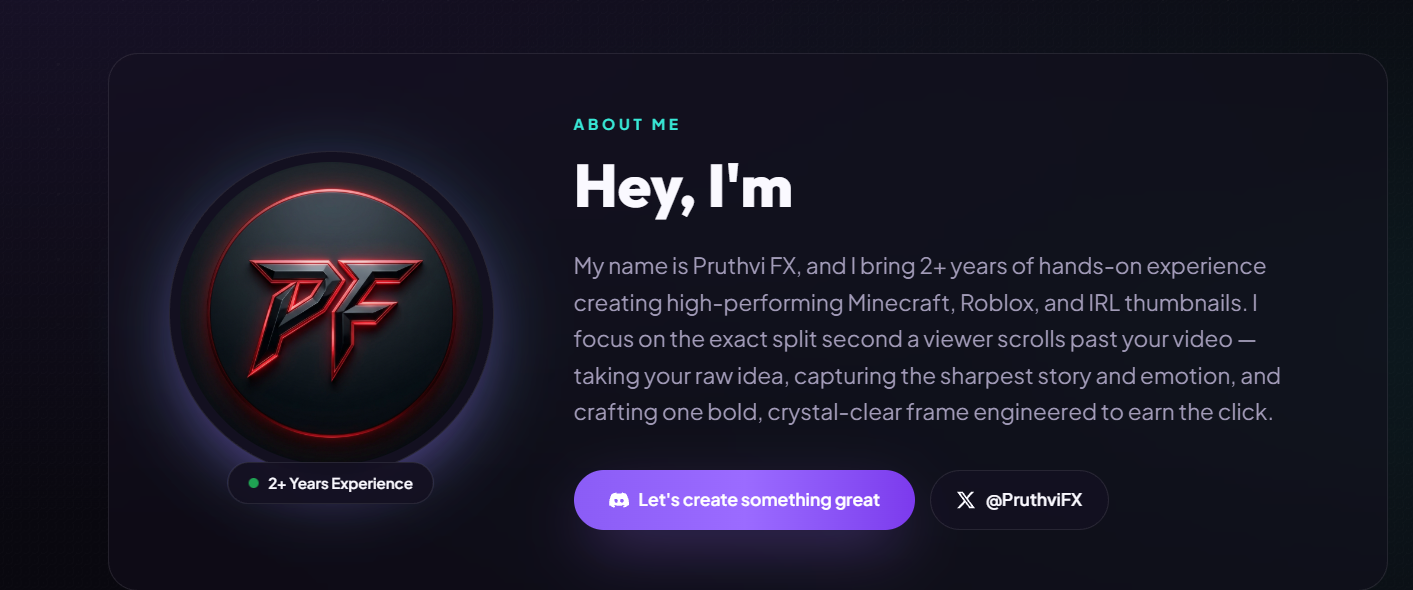 ABOUT ME
Hey, I'm
My name is Pruthvi FX, and I bring 2+ years of hands-on experience
creating high-performing Minecraft, Roblox, and IRL thumbnails. I
focus on the exact split second a viewer scrolls past your video —
taking your raw idea, capturing the sharpest story and emotion, and
crafting one bold, crystal-clear frame engineered to earn the click.
PF
2+ Years Experience
Let's create something great
@PruthviFX